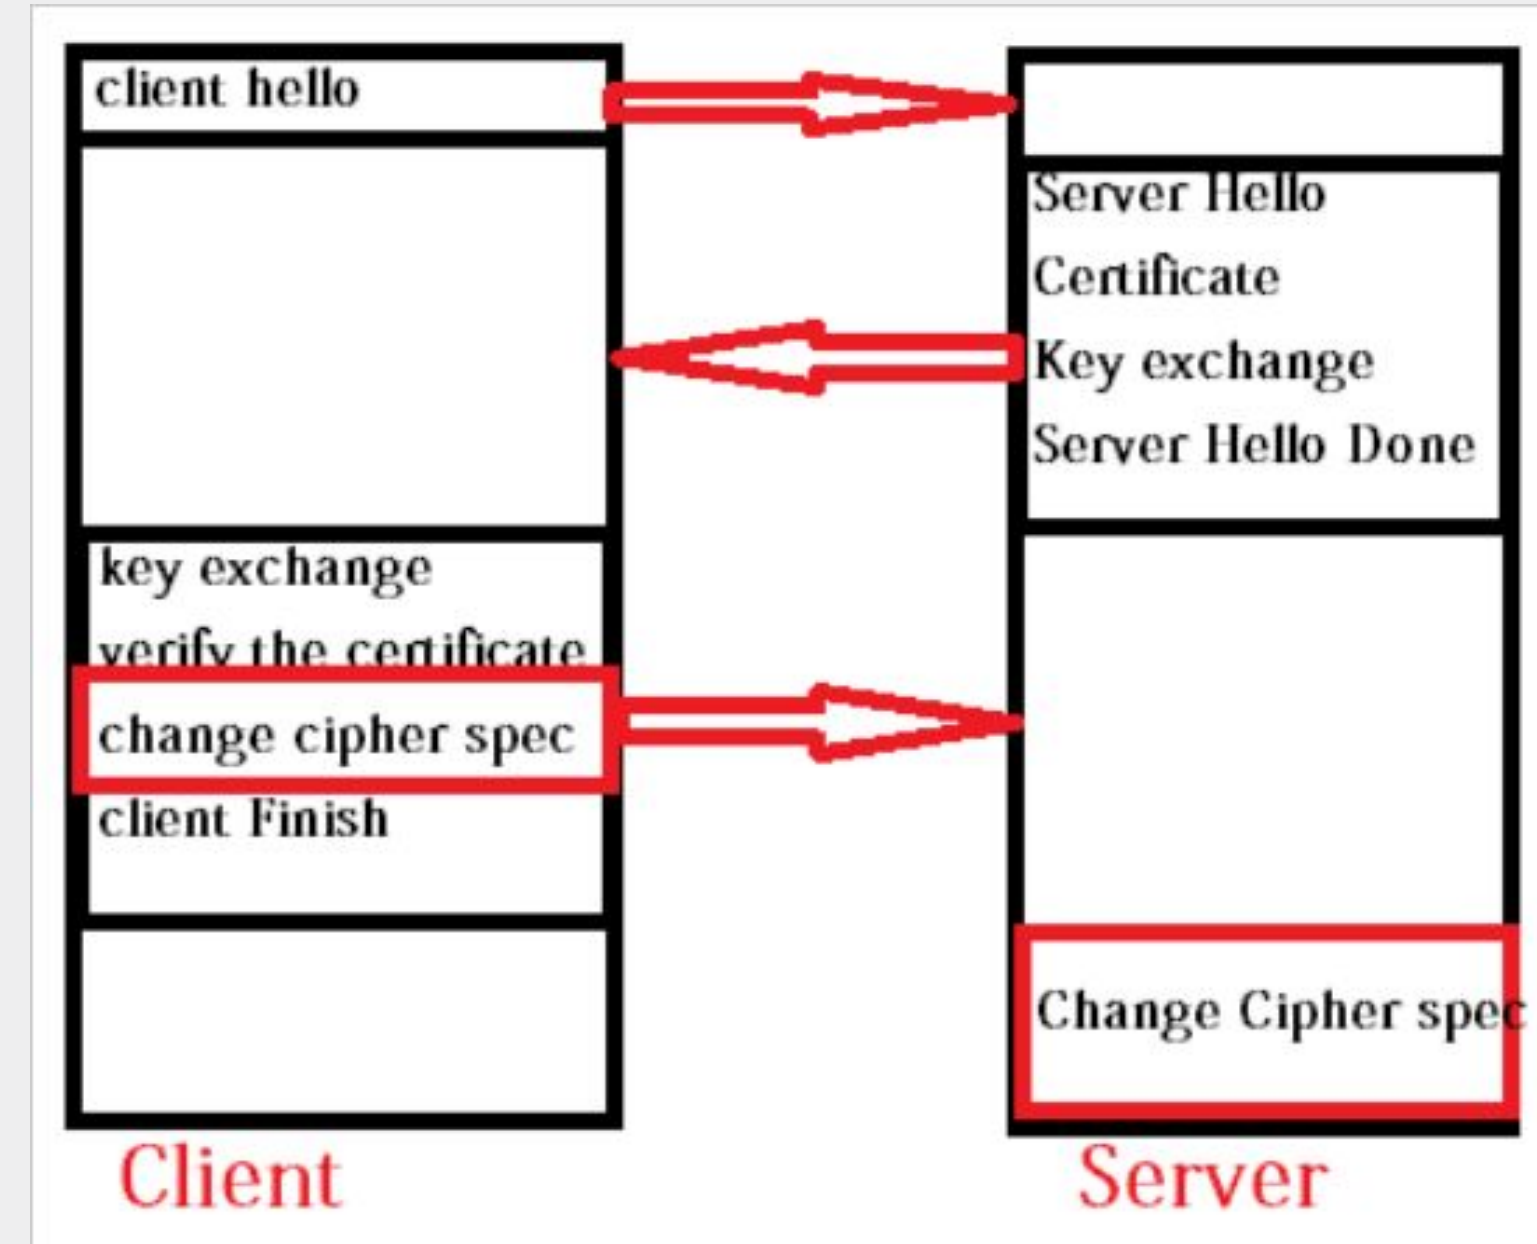 client hello
Server Hello
Certificate
Key exchange
Server Hello Done
key exchange
verify the certificate
change cipher spec
client Finish
Change Cipher spec
Client
Server